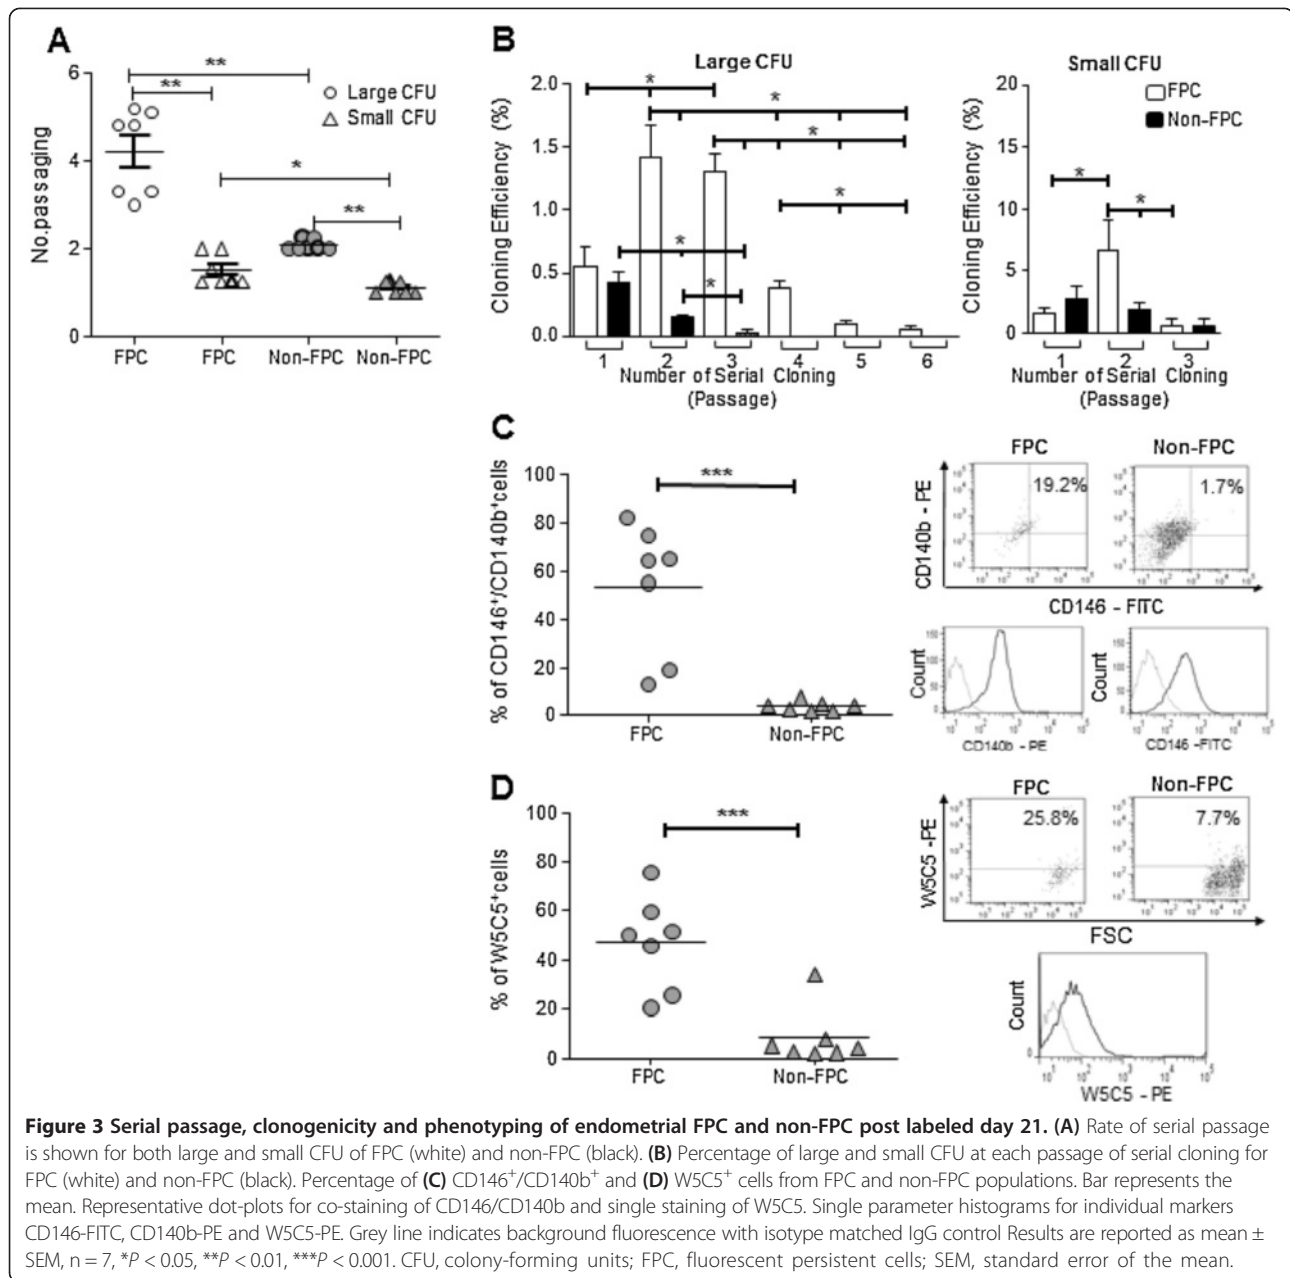 A
6
4
2
0
No.passaging
**
**
*
**
Large CFU
Small CFU
FPC
FPC
Non-FPC
Non-FPC
B
Large CFU
Cloning Efficiency (%)
2.0
1.5
1.0
0.5
0.0
*
*
*
*
*
*
1 2 3 4 5 6
Number of Serial Cloning
(Passage)
Small CFU
FPC
Non-FPC
Cloning Efficiency (%)
20
15
10
5
0
*
*
1 2 3
Number of Serial Cloning
(Passage)
C
% of CD146⁺/CD140b⁺cells
100
80
60
40
20
0
***
FPC
Non-FPC
FPC
Non-FPC
19.2%
1.7%
CD140b - PE
CD146 - FITC
Count
CD140b - PE
Count
CD146 -FITC
D
% of W5C5⁺cells
100
80
60
40
20
0
***
FPC
Non-FPC
FPC
Non-FPC
25.8%
7.7%
W5C5 -PE
FSC
Count
W5C5 - PE
Figure 3 Serial passage, clonogenicity and phenotyping of endometrial FPC and non-FPC post labeled day 21. (A) Rate of serial passage
is shown for both large and small CFU of FPC (white) and non-FPC (black). (B) Percentage of large and small CFU at each passage of serial cloning for
FPC (white) and non-FPC (black). Percentage of (C) CD146⁺/CD140b⁺ and (D) W5C5⁺ cells from FPC and non-FPC populations. Bar represents the
mean. Representative dot-plots for co-staining of CD146/CD140b and single staining of W5C5. Single parameter histograms for individual markers
CD146-FITC, CD140b-PE and W5C5-PE. Grey line indicates background fluorescence with isotype matched IgG control Results are reported as mean ±
SEM, n = 7, *P < 0.05, **P < 0.01, ***P < 0.001. CFU, colony-forming units; FPC, fluorescent persistent cells; SEM, standard error of the mean.